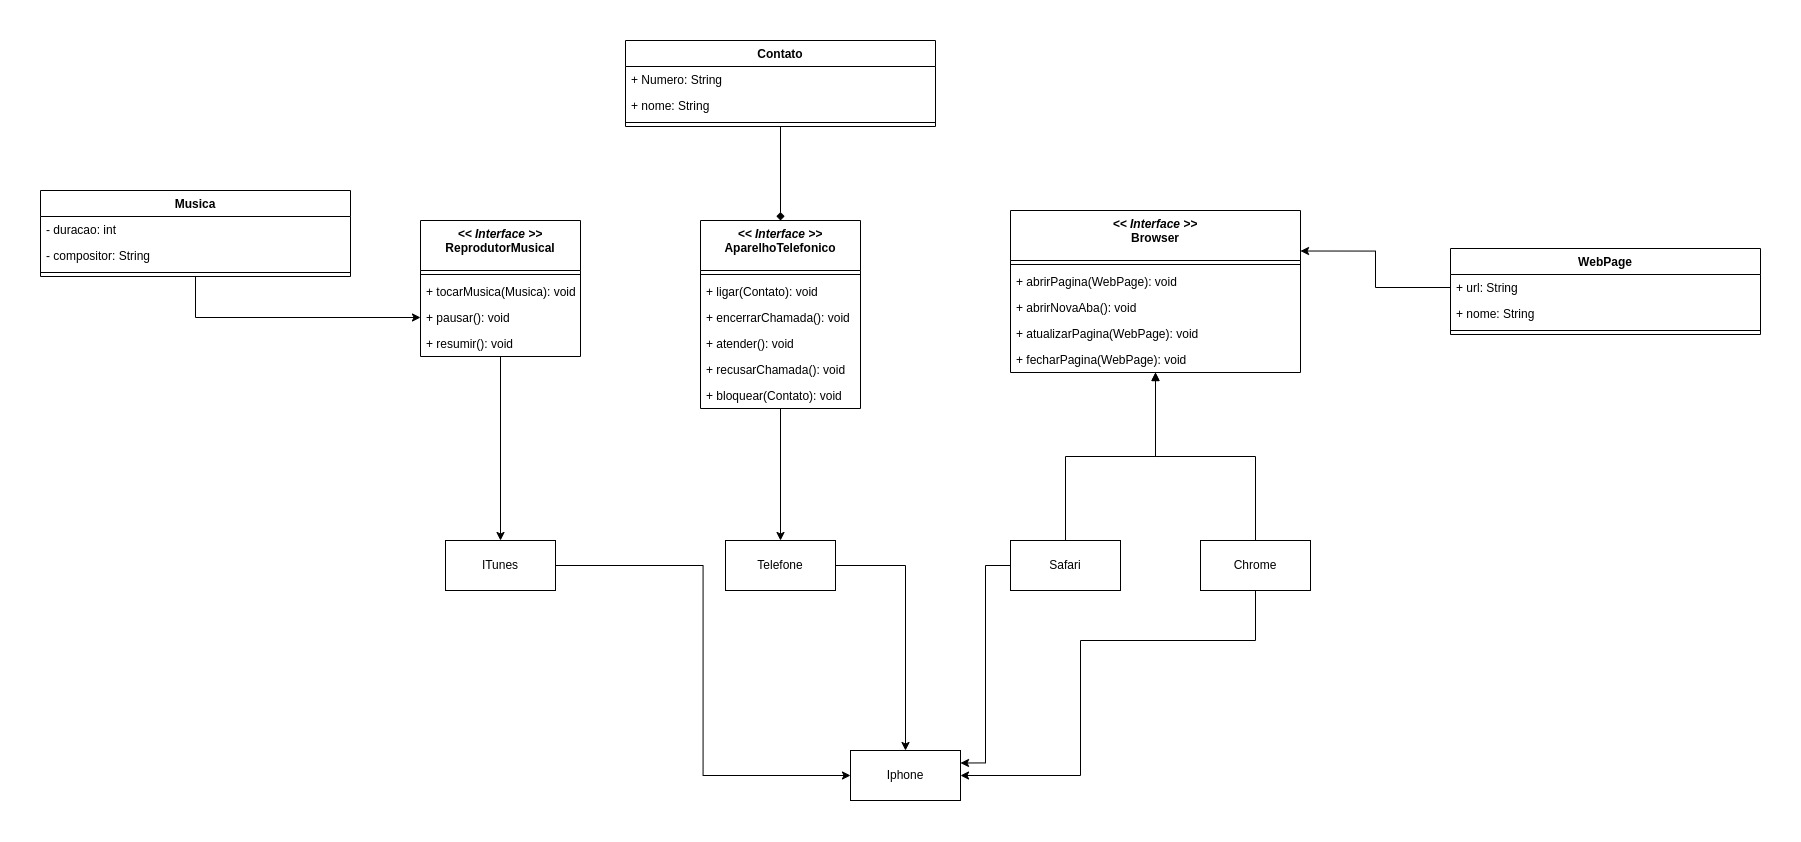 Contato
+ Numero: String
+ nome: String
Musica
- duracao: int
- compositor: String
<< Interface >>
ReprodutorMusical
+ tocarMusica(Musica): void
+ pausar(): void
+ resumir(): void
<< Interface >>
AparelhoTelefonico
+ ligar(Contato): void
+ encerrarChamada(): void
+ atender(): void
+ recusarChamada(): void
+ bloquear(Contato): void
<< Interface >>
Browser
+ abrirPagina(WebPage): void
+ abrirNovaAba(): void
+ atualizarPagina(WebPage): void
+ fecharPagina(WebPage): void
WebPage
+ url: String
+ nome: String
ITunes
Telefone
Safari
Chrome
Iphone